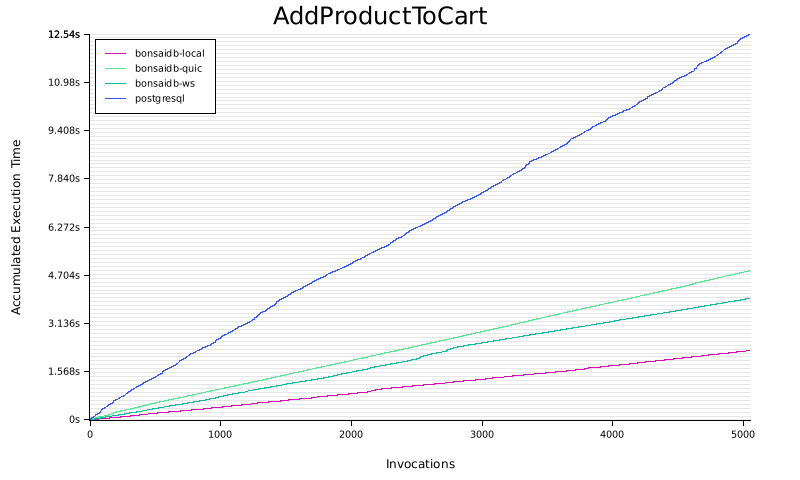 AddProductToCart
12.54s
10.98s
9.408s
7.840s
6.272s
4.704s
3.136s
1.568s
0s
bonsaidb-local
bonsaidb-quic
bonsaidb-ws
postgresql
Accumulated Execution Time
0 1000 2000 3000 4000 5000
Invocations